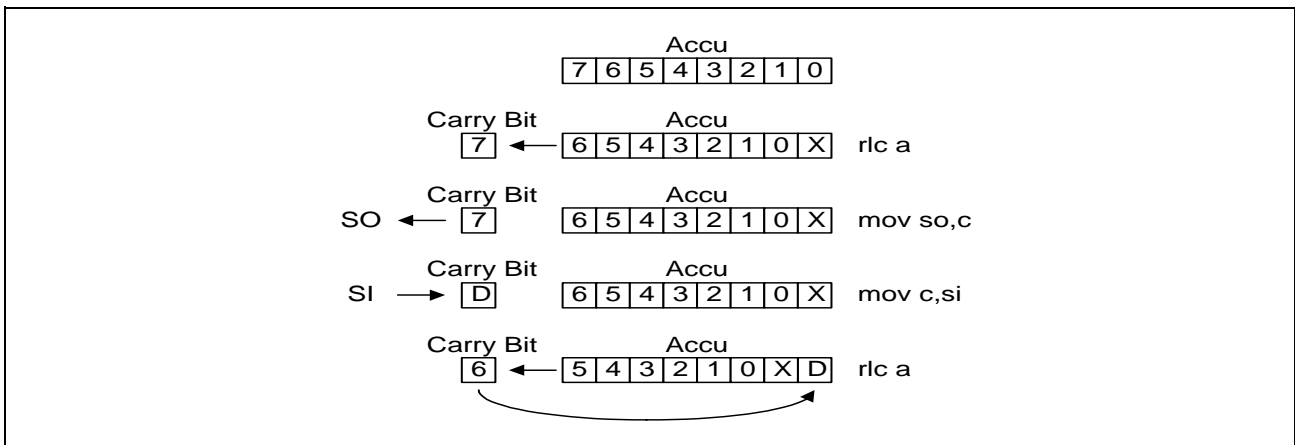 Accu
7 6 5 4 3 2 1 0
Carry Bit Accu
7 6 5 4 3 2 1 0 X rlc a
Carry Bit Accu
SO 7 6 5 4 3 2 1 0 X mov so,c
Carry Bit Accu
SI D 6 5 4 3 2 1 0 X mov c,si
Carry Bit Accu
6 5 4 3 2 1 0 X D rlc a